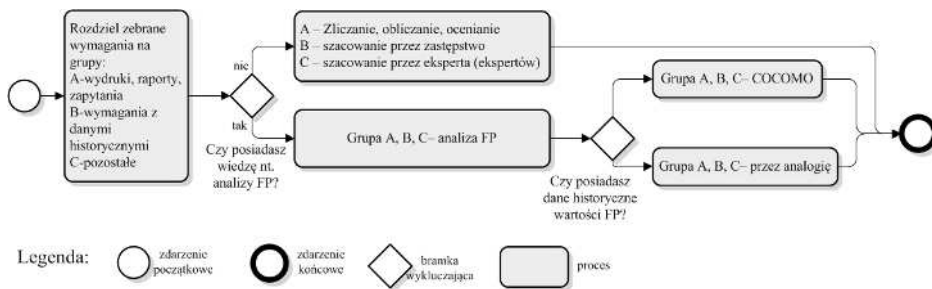 Rozdziel zebrane
wymagania na
grupy:
A-wydruki, raporty,
zapytania
B-wymagania z
danymi
historycznymi
C-pozostałe
nie
tak
Czy posiadasz
wiedzę nt.
analizy FP?
A – Zliczanie, obliczanie, ocenianie
B – szacowanie przez zastępstwo
C – szacowanie przez eksperta (ekspertów)
Grupa A, B, C– analiza FP
Czy posiadasz
dane historyczne
wartości FP?
Grupa A, B, C– COCOMO
Grupa A, B, C– przez analogię
Legenda:
zdarzenie
początkowe
zdarzenie
końcowe
bramka
wykluczająca
proces